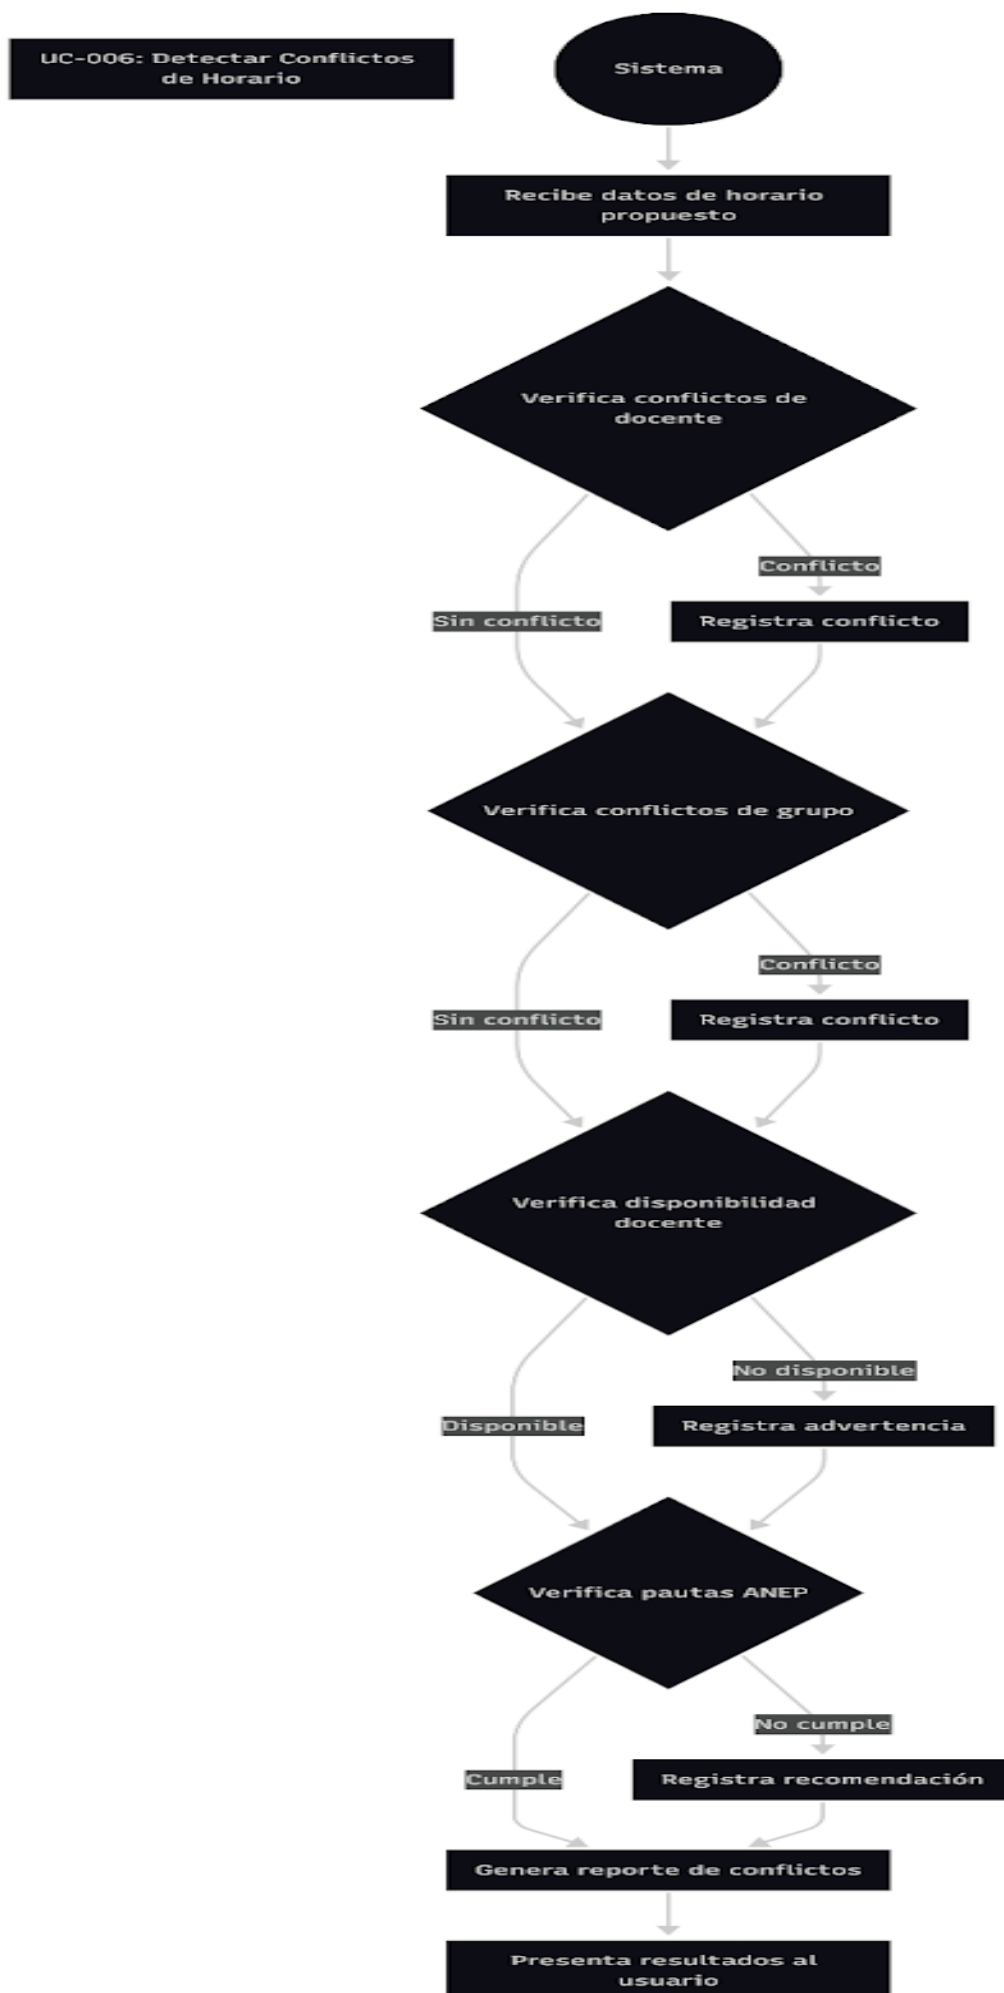 UC-006: Detectar Conflictos
de Horario
Sistema
Recibe datos de horario
propuesto
Verifica conflictos de
docente
Conflicto
Sin conflicto
Registra conflicto
Verifica conflictos de grupo
Conflicto
Sin conflicto
Registra conflicto
Verifica disponibilidad
docente
No disponible
Disponible
Registra advertencia
Verifica pautas ANEP
No cumple
Cumple
Registra recomendación
Genera reporte de conflictos
Presenta resultados al
usuario